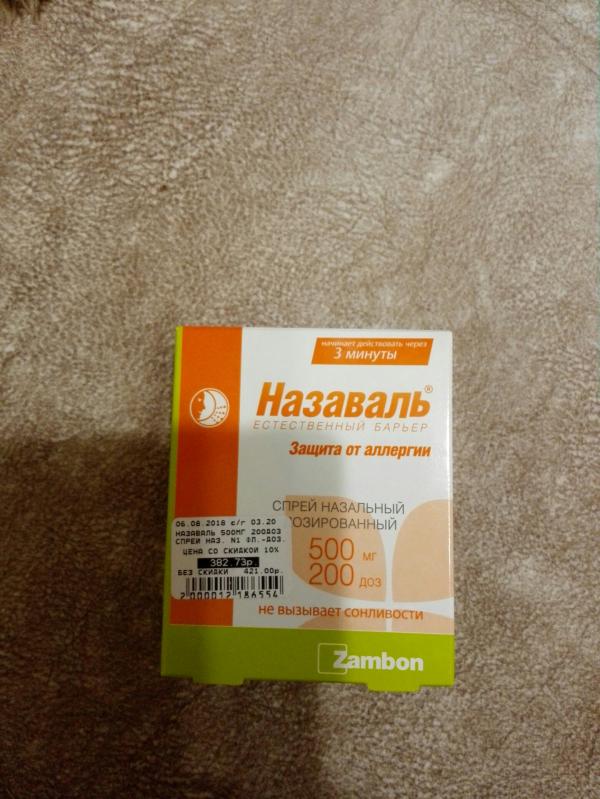 начинает действовать через
3 минуты
Назаваль®
ЕСТЕСТВЕННЫЙ БАРЬЕР
Защита от аллергии
СПРЕЙ НАЗАЛЬНЫЙ
ОЗИРОВАННЫЙ
500 мг
200 доз
06.08.2018 с/г 03.20
НАЗАВАЛЬ 500МГ 200ДОЗ
СПРЕЙ НАЗ. N1 ФЛ.-ДОЗ.
ЦЕНА СО СКИДКОЙ 10%
382.73р
БЕЗ СКИДКИ 421.00р.
2000012186554
не вызывает сонливости
Zambon